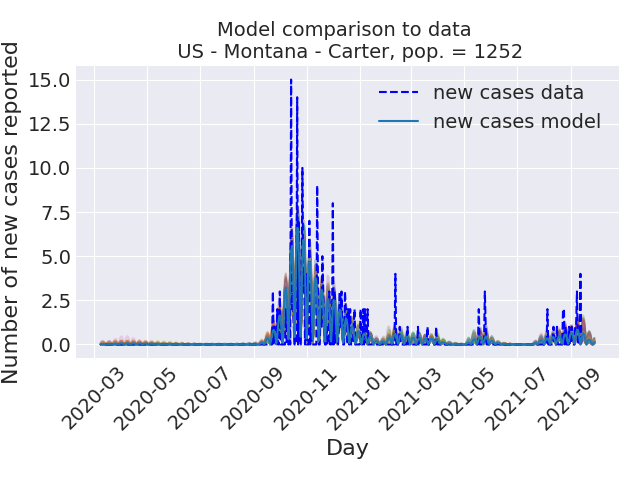 Model comparison to data
US - Montana - Carter, pop. = 1252
Number of new cases reported
15.0
12.5
10.0
7.5
5.0
2.5
0.0
new cases data
new cases model
2020-03
2020-05
2020-07
2020-09
2020-11
2021-01
2021-03
2021-05
2021-07
2021-09
Day